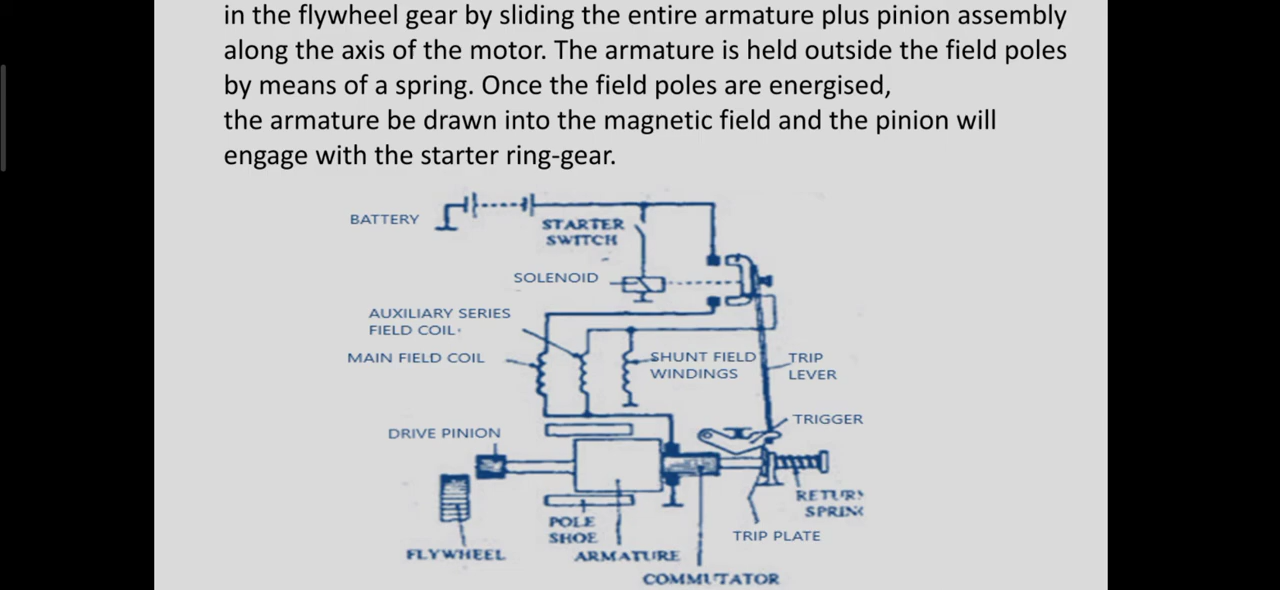 in the flywheel gear by sliding the entire armature plus pinion assembly
along the axis of the motor. The armature is held outside the field poles
by means of a spring. Once the field poles are energised,
the armature be drawn into the magnetic field and the pinion will
engage with the starter ring-gear.
BATTERY
STARTER
SWITCH
SOLENOID
AUXILIARY SERIES
FIELD COIL.
MAIN FIELD COIL
SHUNT FIELD
WINDINGS
TRIP
LEVER
TRIGGER
DRIVE PINION
RETURN
SPRING
POLE
SHOE
TRIP PLATE
FLYWHEEL
ARMATURE
COMMUTATOR